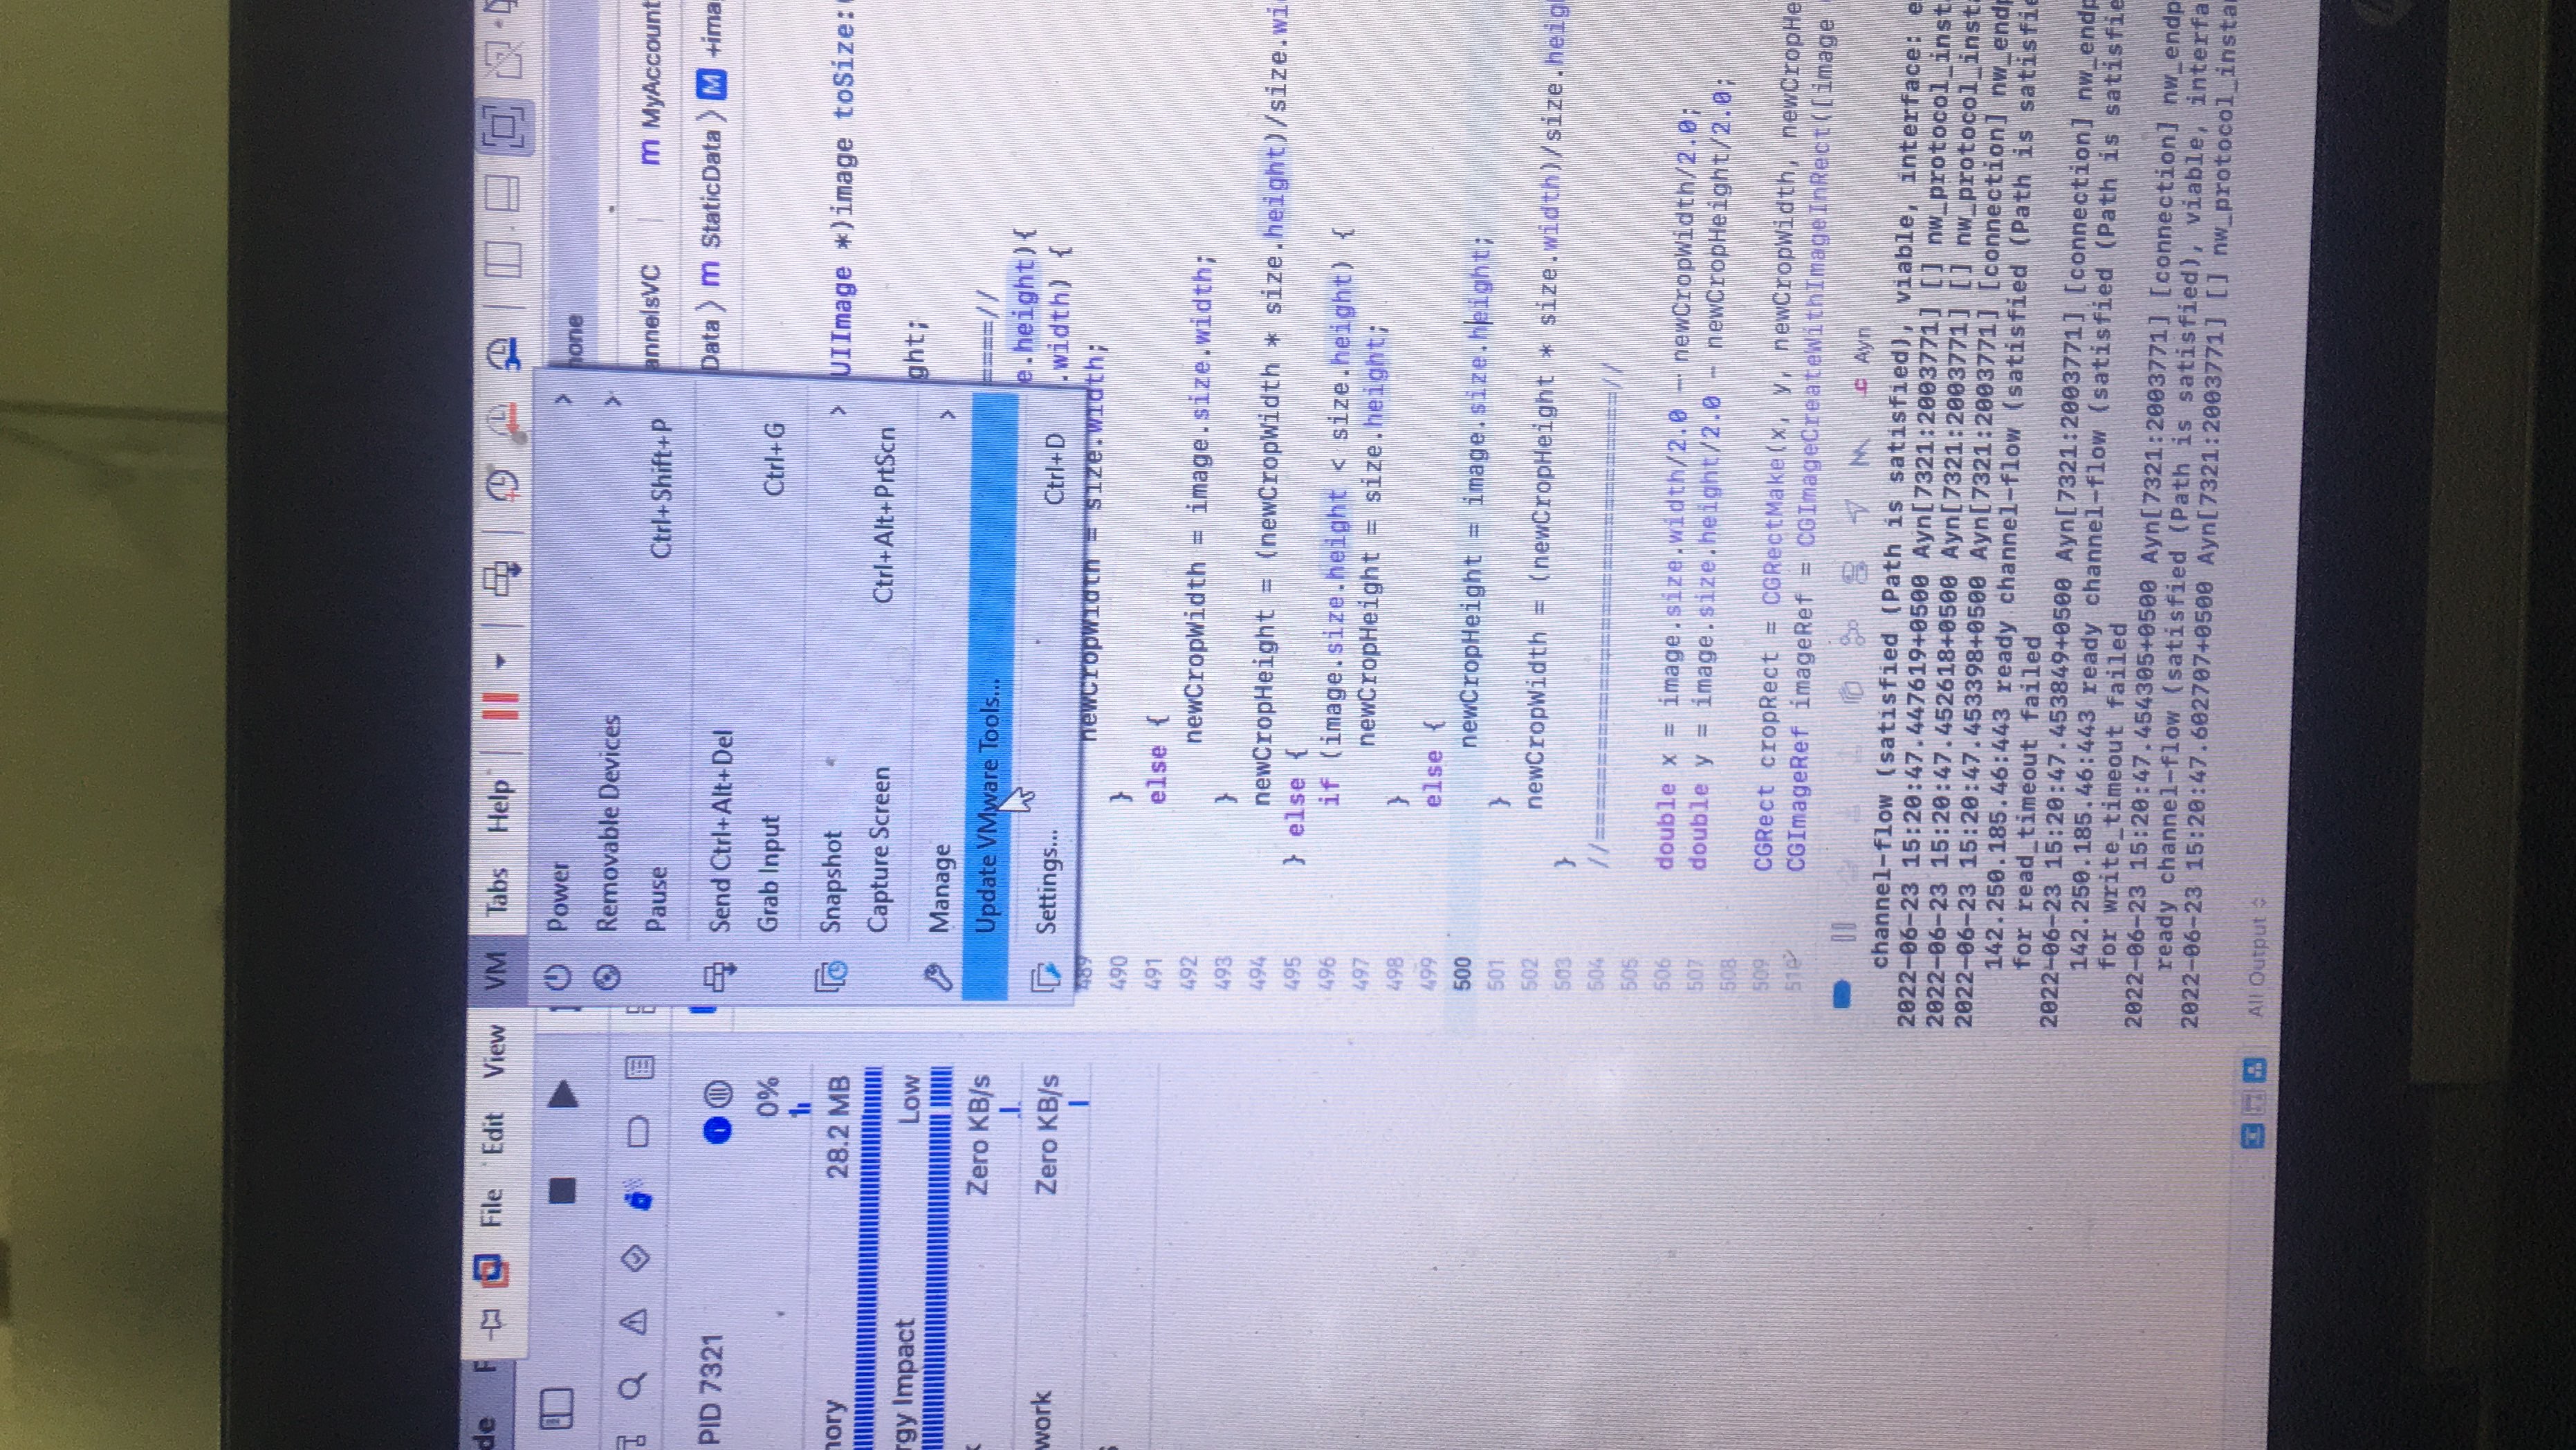 de F File Edit View VM Tabs Help
Power
Removable Devices
Pause Ctrl+Shift+P
Send Ctrl+Alt+Del
Grab Input Ctrl+G
Snapshot
Capture Screen Ctrl+Alt+PrtScn
Manage
Update VMware Tools...
Settings... Ctrl+D
PID 7321
0%
nory 28.2 MB
rgy Impact Low
Zero KB/s
work Zero KB/s
annelsVC m MyAccount
Data 〉 m StaticData 〉 M +ima
UIImage *)image toSize:
ght;
====//
e.height){
.width) {
489 newCropWidth = size.width;
490 }
491 else {
492 newCropWidth = image.size.width;
493 }
494 newCropHeight = (newCropWidth * size.height)/size.wi
495 } else {
496 if (image.size.height < size.height) {
497 newCropHeight = size.height;
498 }
499 else {
500 newCropHeight = image.size.height;
501 }
502 newCropWidth = (newCropHeight * size.width)/size.heig
503 }
504 //==============================//
505
506 double x = image.size.width/2.0 - newCropWidth/2.0;
507 double y = image.size.height/2.0 - newCropHeight/2.0;
508
509 CGRect cropRect = CGRectMake(x, y, newCropWidth, newCropHe
510 CGImageRef imageRef = CGImageCreateWithImageInRect([image
Ayn
channel-flow (satisfied (Path is satisfied), viable, interface: e
2022-06-23 15:20:47.447619+0500 Ayn[7321:2003771] [] nw_protocol_inst
2022-06-23 15:20:47.452618+0500 Ayn[7321:2003771] [] nw_protocol_inst
2022-06-23 15:20:47.453398+0500 Ayn[7321:2003771] [connection] nw_endp
142.250.185.46:443 ready channel-flow (satisfied (Path is satisfie
for read_timeout failed
2022-06-23 15:20:47.453849+0500 Ayn[7321:2003771] [connection] nw_endp
142.250.185.46:443 ready channel-flow (satisfied (Path is satisfie
for write_timeout failed
2022-06-23 15:20:47.454305+0500 Ayn[7321:2003771] [connection] nw_endp
ready channel-flow (satisfied (Path is satisfied), viable, interfa
2022-06-23 15:20:47.602707+0500 Ayn[7321:2003771] [] nw_protocol_insta
All Output